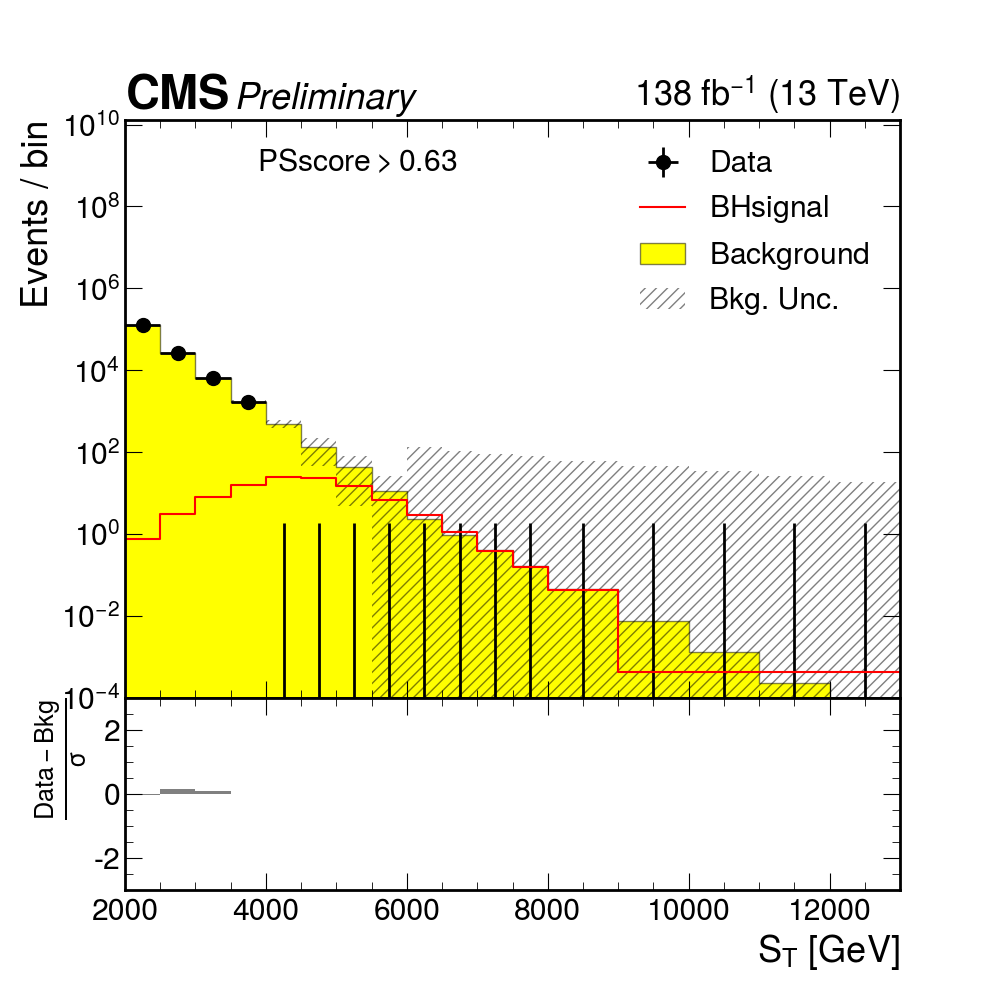 CMS Preliminary 138 fb⁻¹ (13 TeV)
Events / bin
PSscore > 0.63
Data
BHsignal
Background
Bkg. Unc.
10¹⁰
10⁸
10⁶
10⁴
10²
10⁰
10⁻²
10⁻⁴
Data – Bkg
σ
2
0
-2
2000 4000 6000 8000 10000 12000
S_T [GeV]